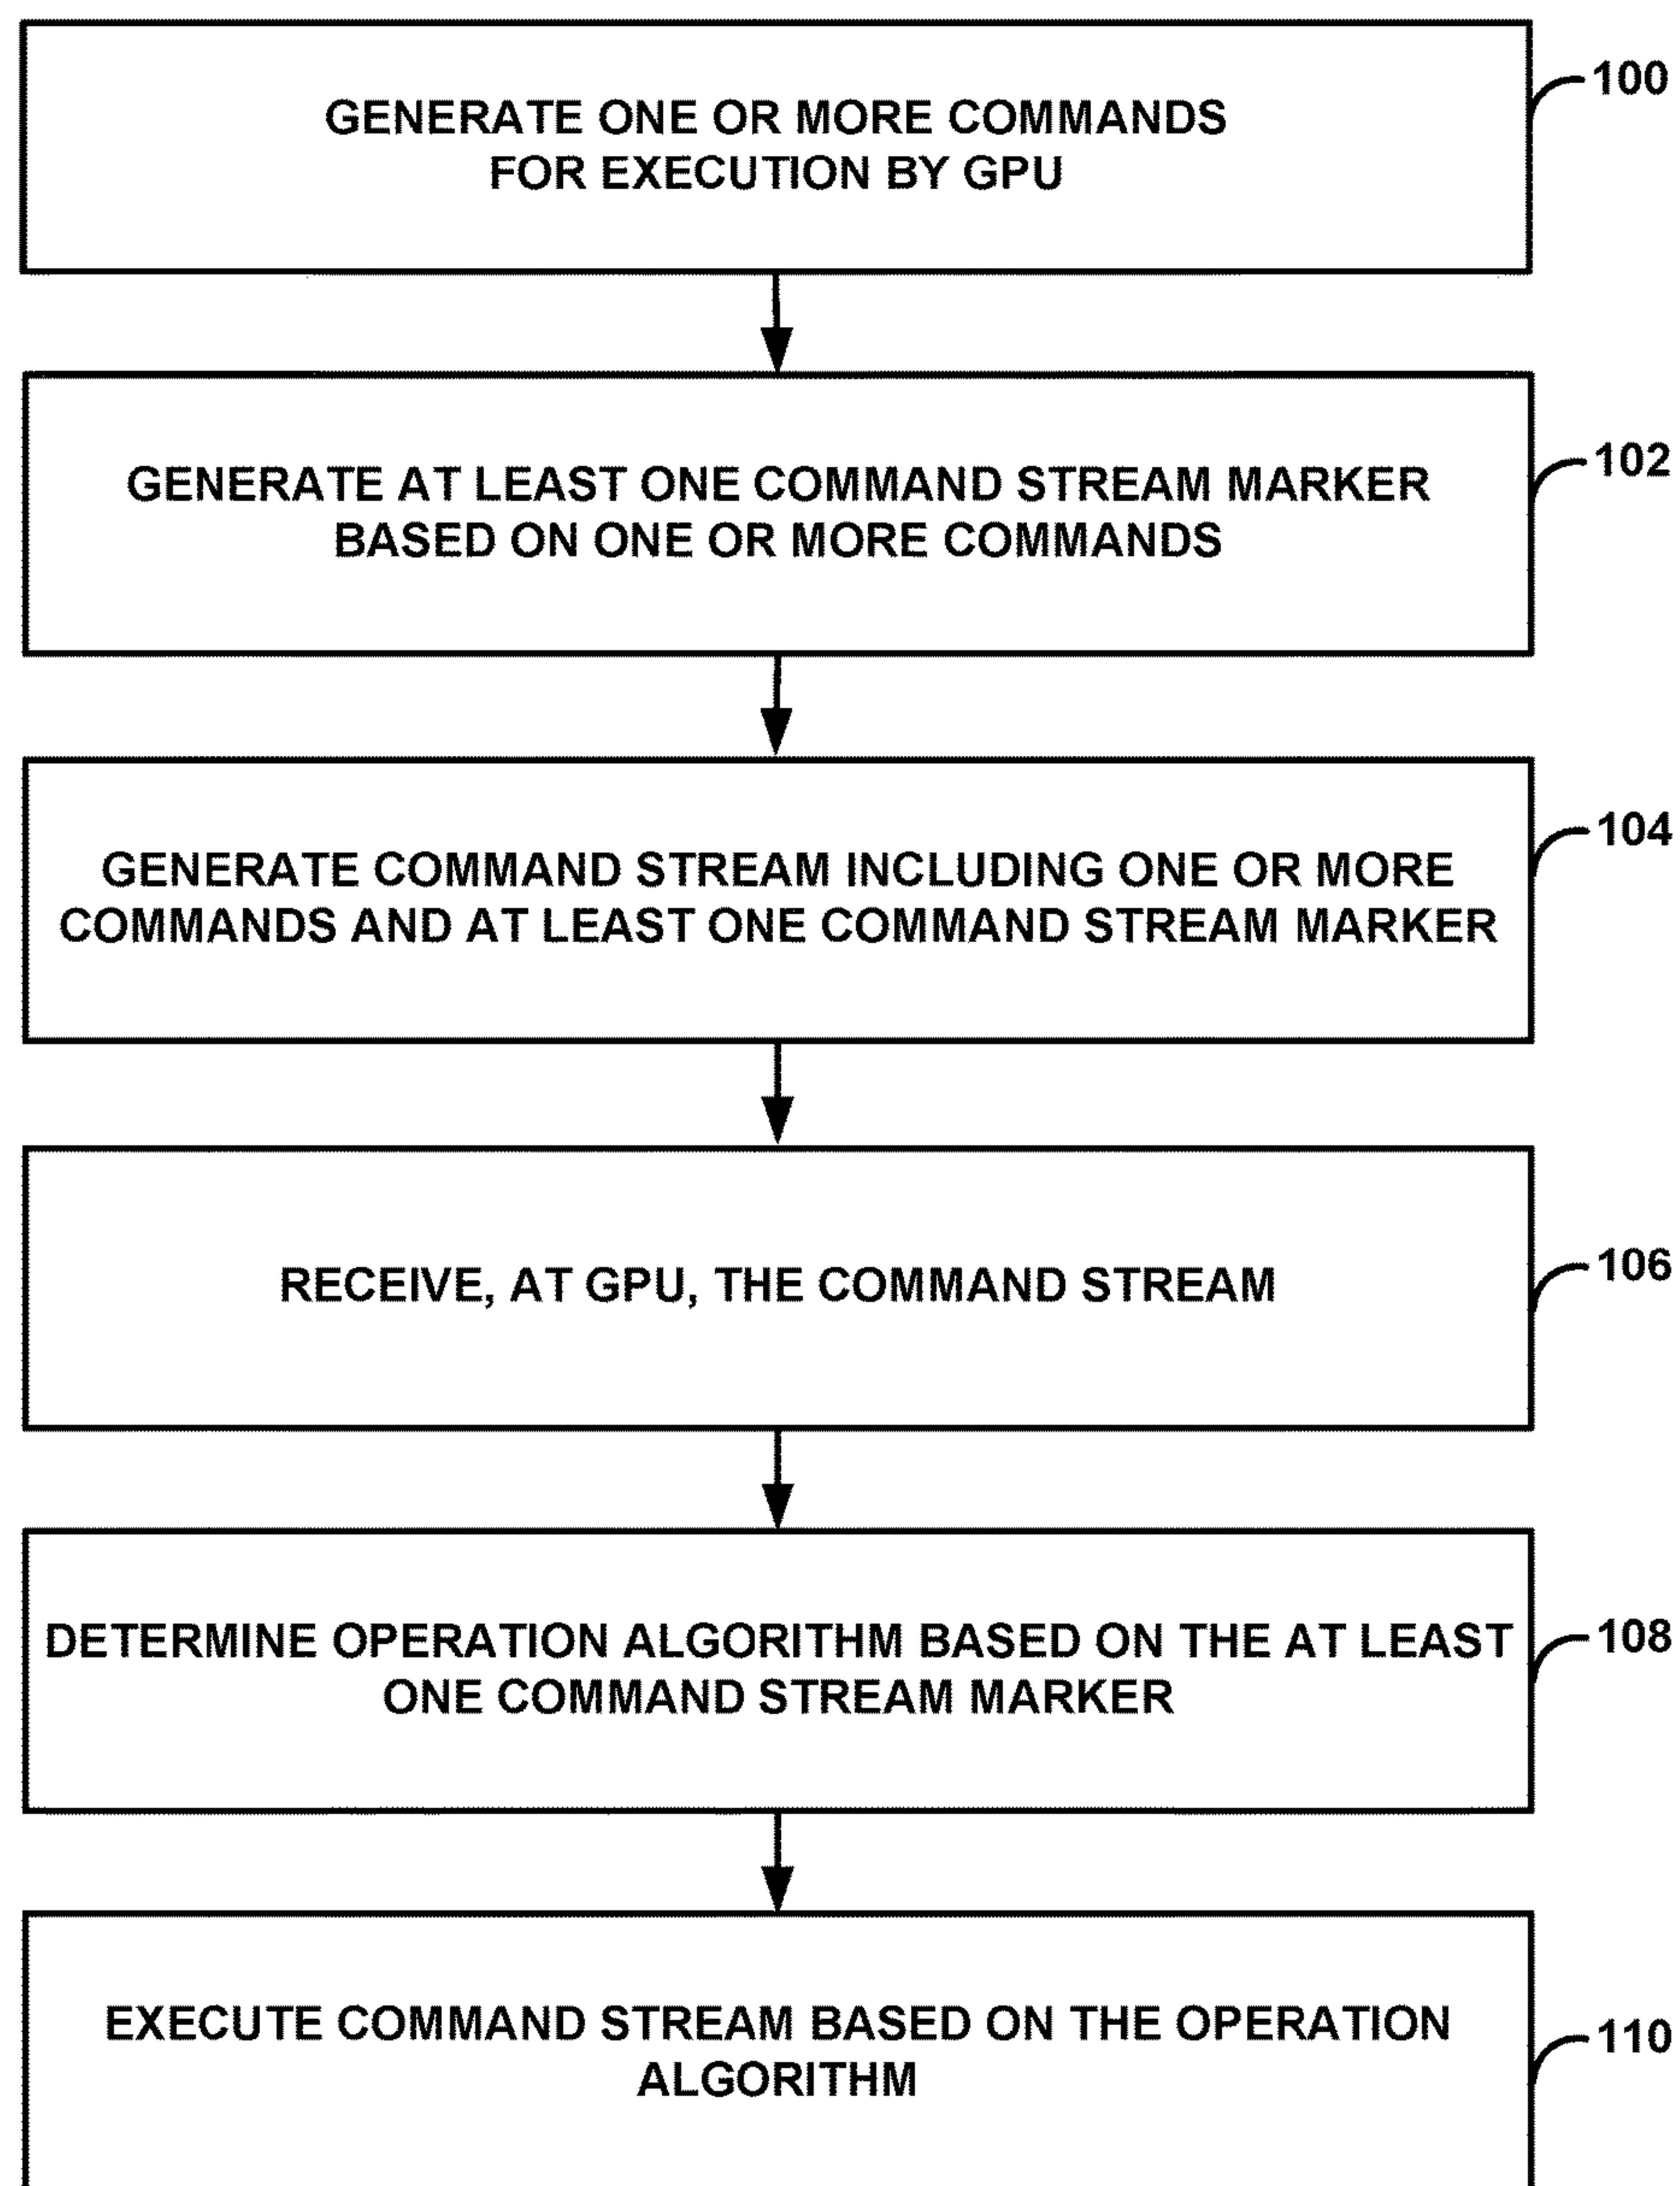 GENERATE ONE OR MORE COMMANDS
FOR EXECUTION BY GPU
100
GENERATE AT LEAST ONE COMMAND STREAM MARKER
BASED ON ONE OR MORE COMMANDS
102
GENERATE COMMAND STREAM INCLUDING ONE OR MORE
COMMANDS AND AT LEAST ONE COMMAND STREAM MARKER
104
RECEIVE, AT GPU, THE COMMAND STREAM
106
DETERMINE OPERATION ALGORITHM BASED ON THE AT LEAST
ONE COMMAND STREAM MARKER
108
EXECUTE COMMAND STREAM BASED ON THE OPERATION
ALGORITHM
110